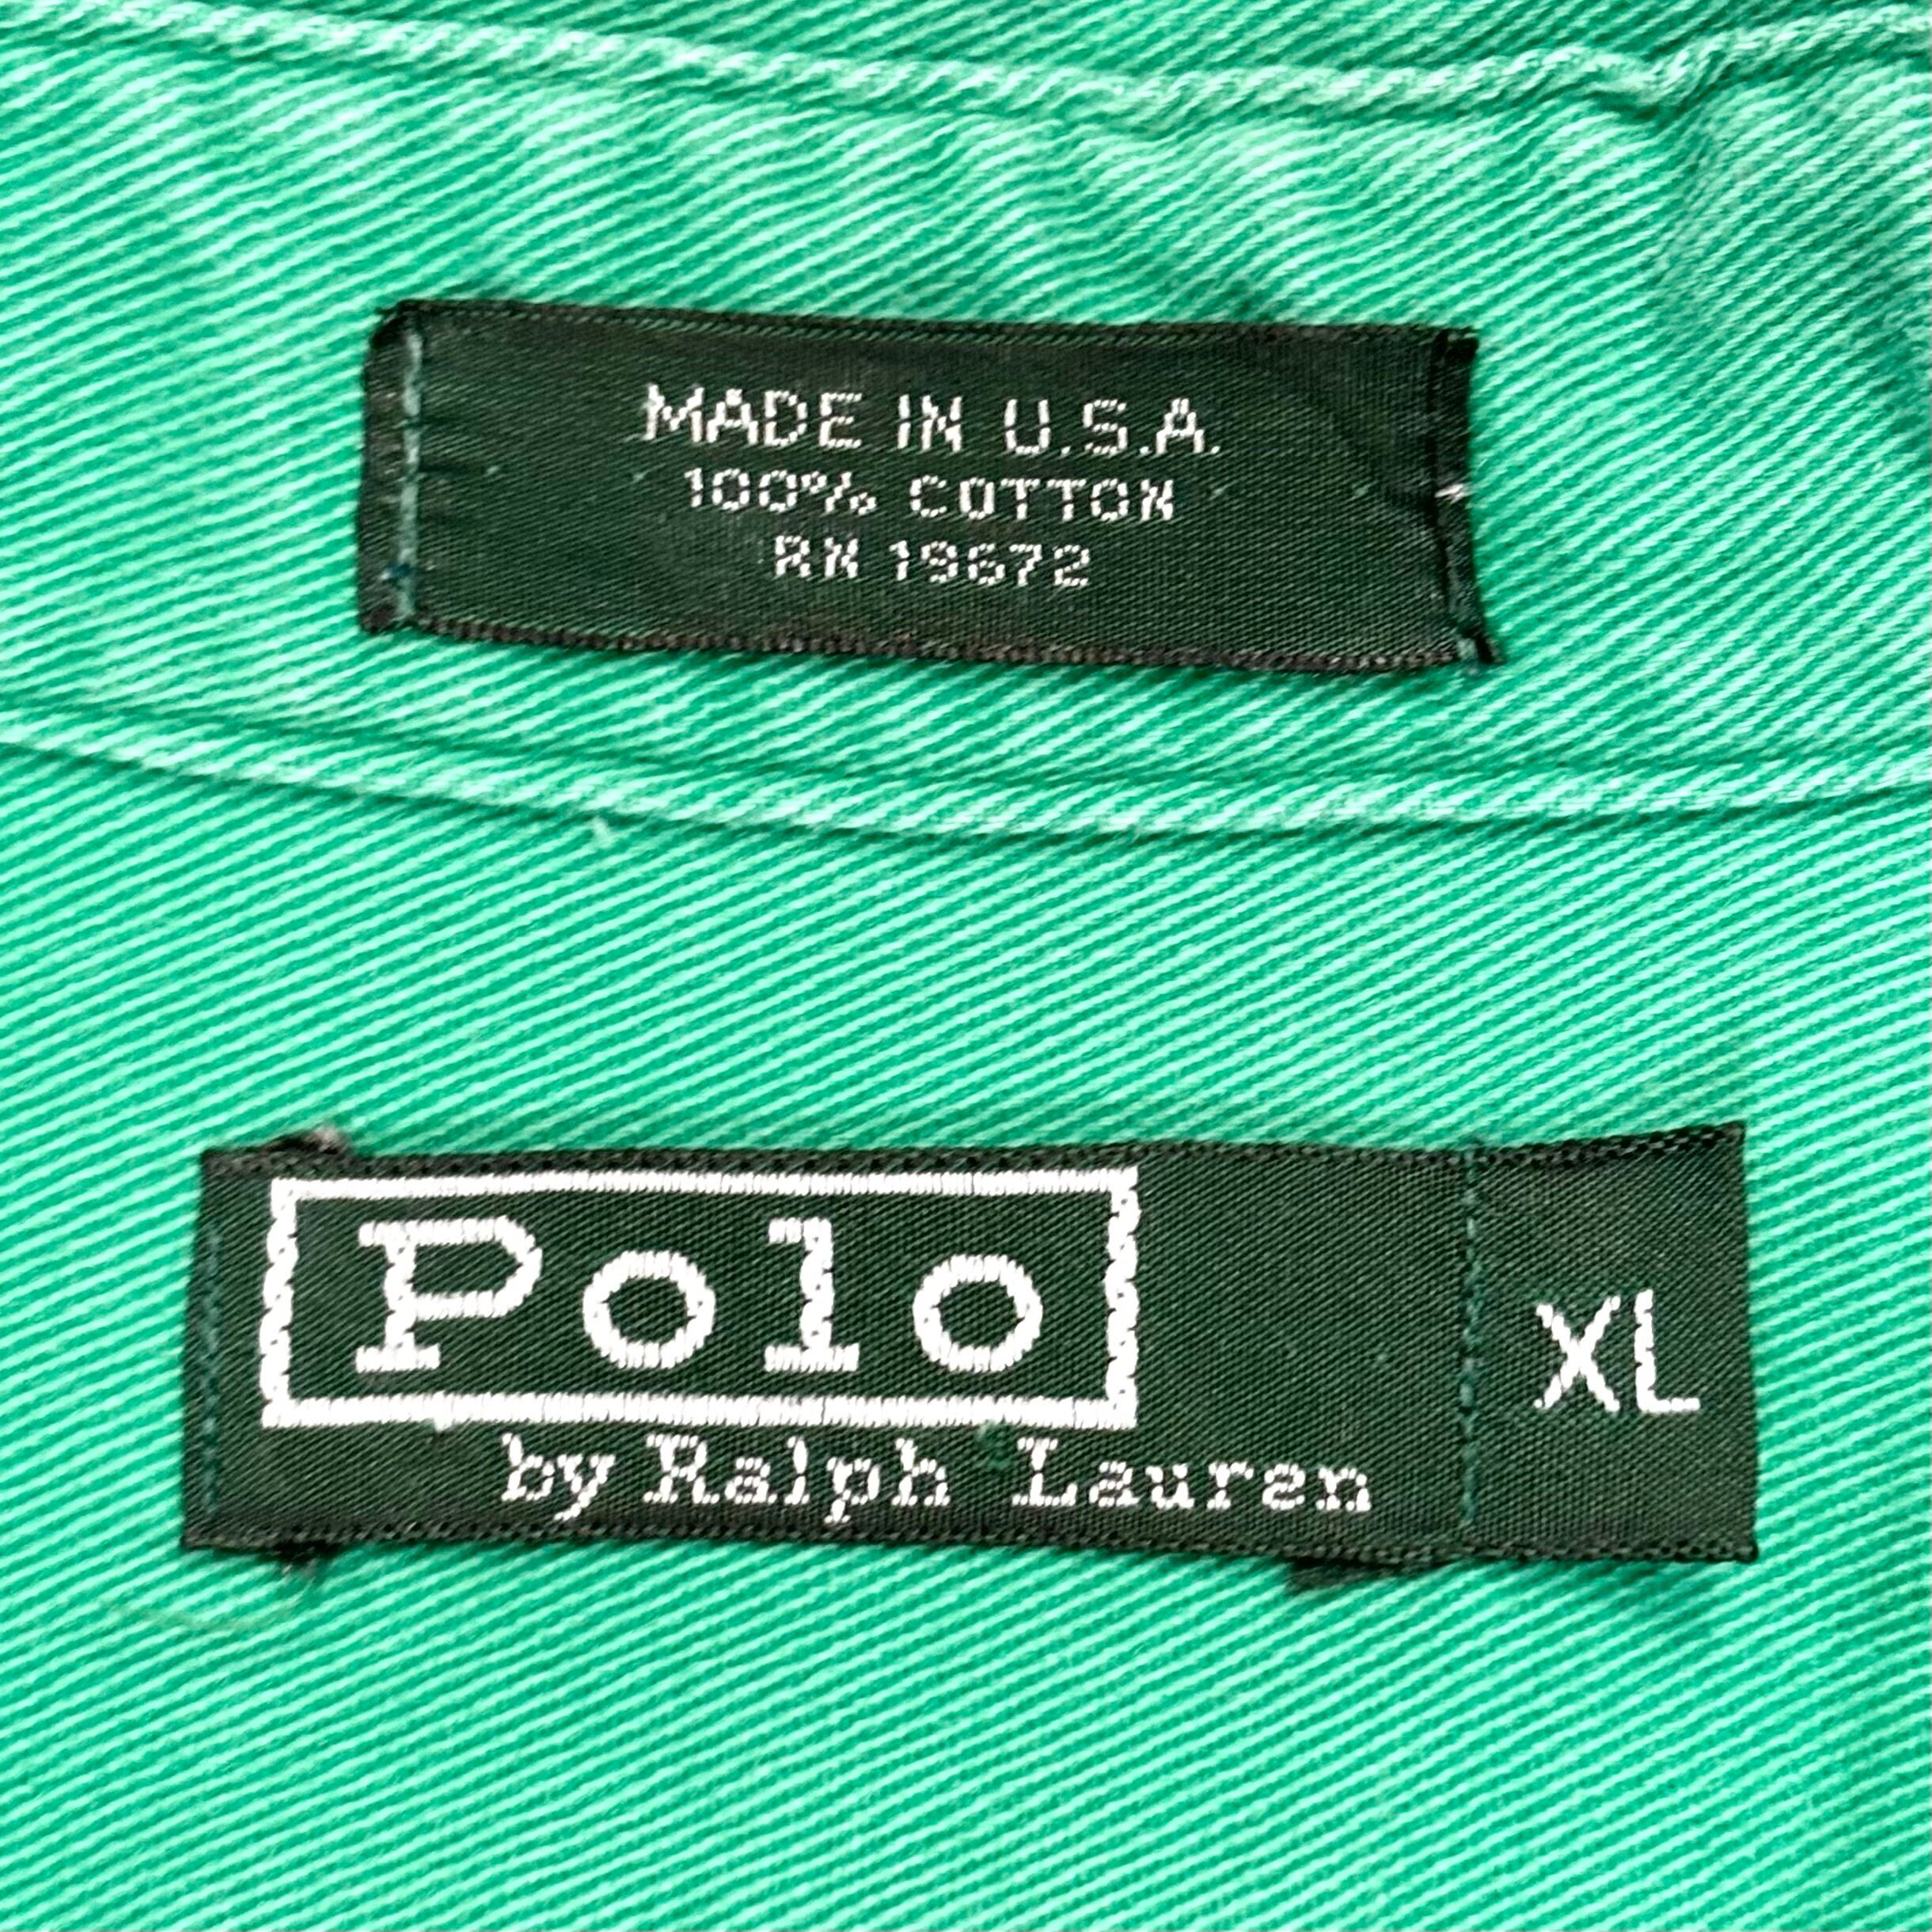 MADE IN U.S.A.
100% COTTON
RN 19672
Polo
by Ralph Lauren
XL